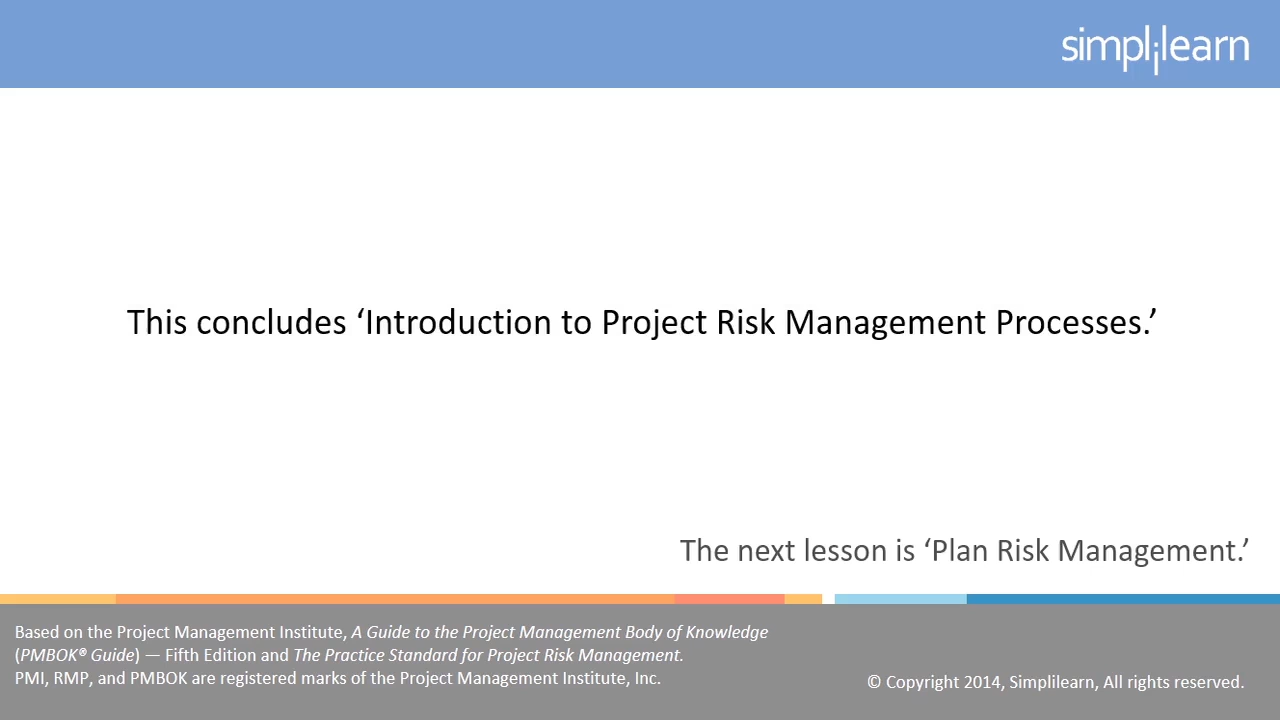 simplilearn
This concludes ‘Introduction to Project Risk Management Processes.’
The next lesson is ‘Plan Risk Management.’
Based on the Project Management Institute, A Guide to the Project Management Body of Knowledge
(PMBOK® Guide) — Fifth Edition and The Practice Standard for Project Risk Management.
PMI, RMP, and PMBOK are registered marks of the Project Management Institute, Inc.
© Copyright 2014, Simplilearn, All rights reserved.